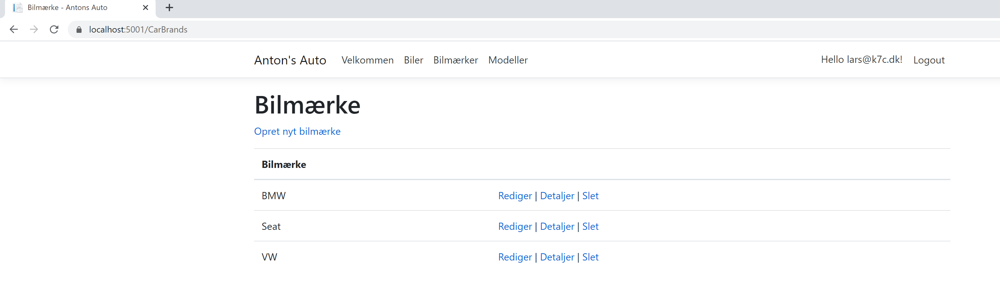 Bilmærke - Antons Auto
localhost:5001/CarBrands
Anton's Auto Velkommen Biler Bilmærker Modeller Hello lars@k7c.dk! Logout
Bilmærke
Opret nyt bilmærke
Bilmærke
BMW Rediger | Detaljer | Slet
Seat Rediger | Detaljer | Slet
VW Rediger | Detaljer | Slet